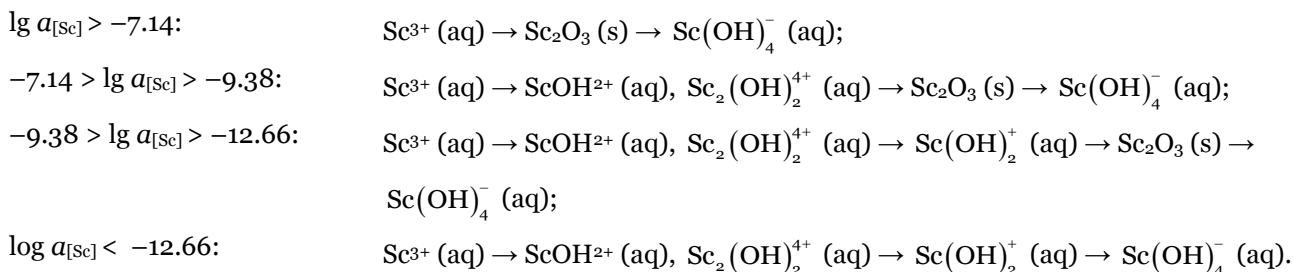 lg a[Sc] > −7.14: Sc³⁺ (aq) → Sc₂O₃ (s) → Sc(OH)₄⁻ (aq);
−7.14 > lg a[Sc] > −9.38: Sc³⁺ (aq) → ScOH²⁺ (aq), Sc₂(OH)₂⁴⁺ (aq) → Sc₂O₃ (s) → Sc(OH)₄⁻ (aq);
−9.38 > lg a[Sc] > −12.66: Sc³⁺ (aq) → ScOH²⁺ (aq), Sc₂(OH)₂⁴⁺ (aq) → Sc(OH)₂⁺ (aq) → Sc₂O₃ (s) →
Sc(OH)₄⁻ (aq);
log a[Sc] < −12.66: Sc³⁺ (aq) → ScOH²⁺ (aq), Sc₂(OH)₂⁴⁺ (aq) → Sc(OH)₂⁺ (aq) → Sc(OH)₄⁻ (aq).